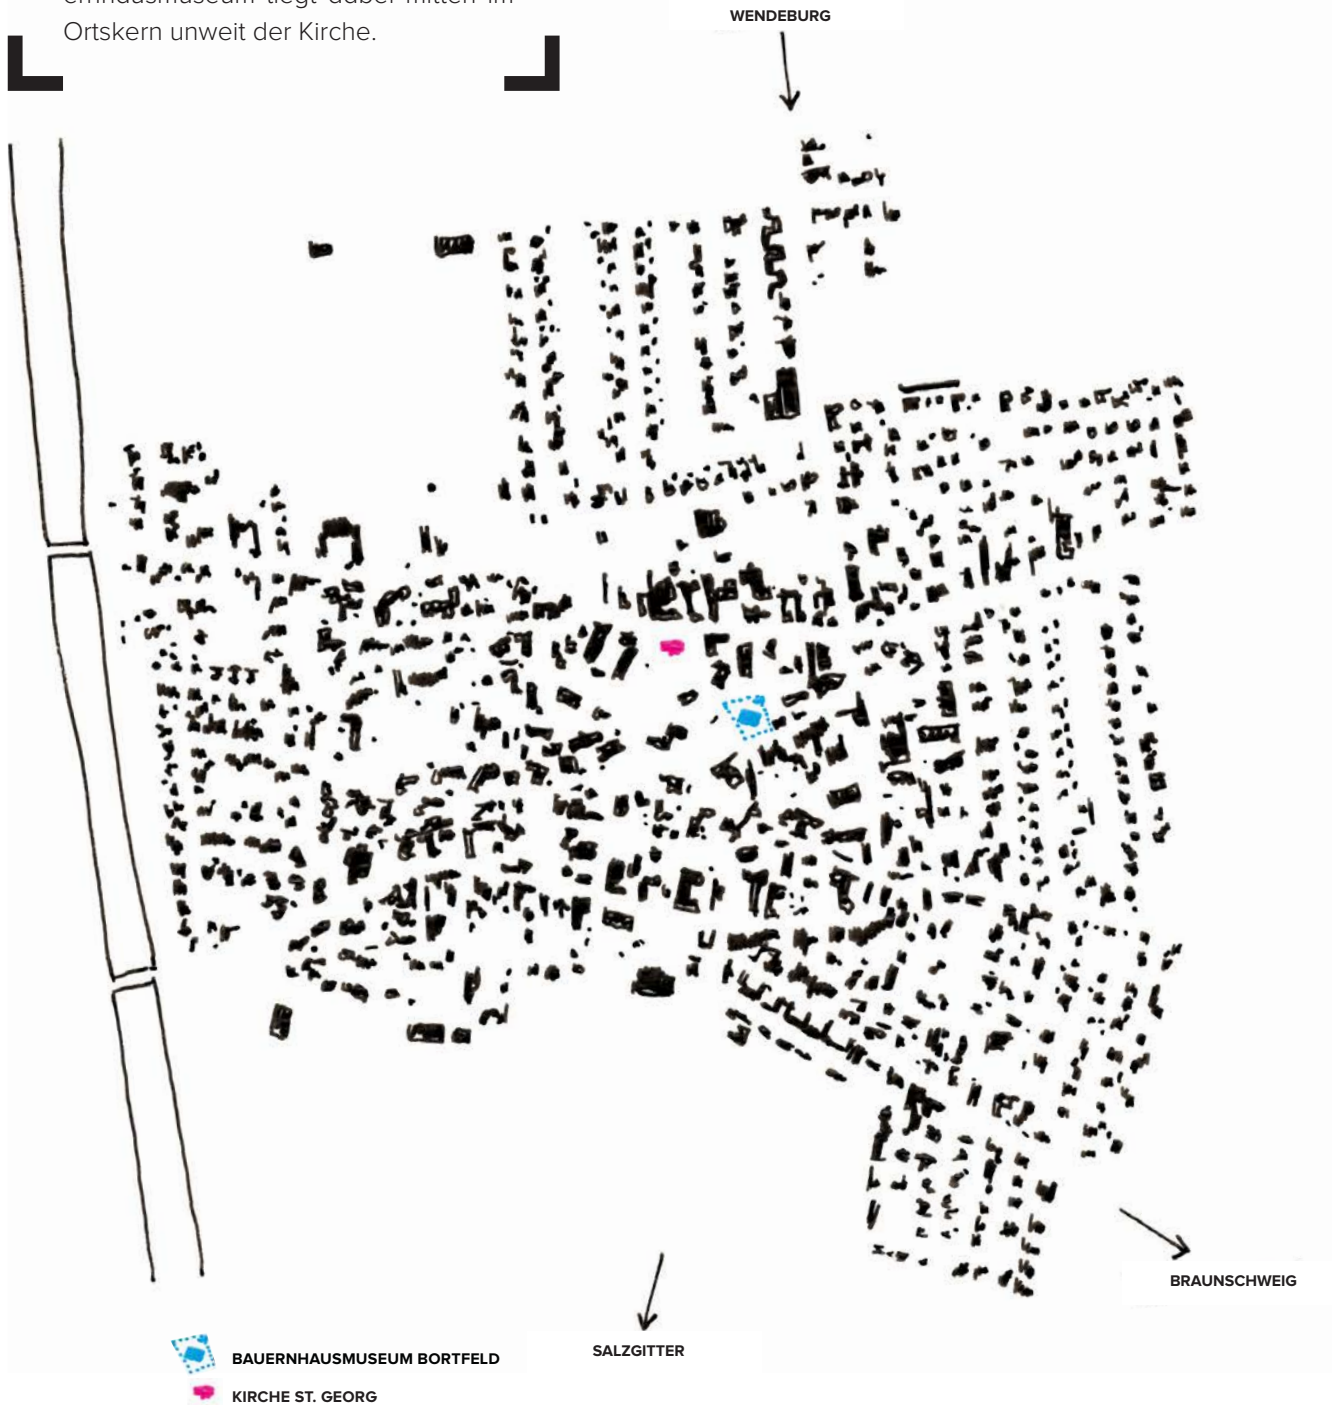 Ortskern unweit der Kirche.
WENDEBURG
BRAUNSCHWEIG
SALZGITTER
BAUERNHAUSMUSEUM BORTFELD
KIRCHE ST. GEORG